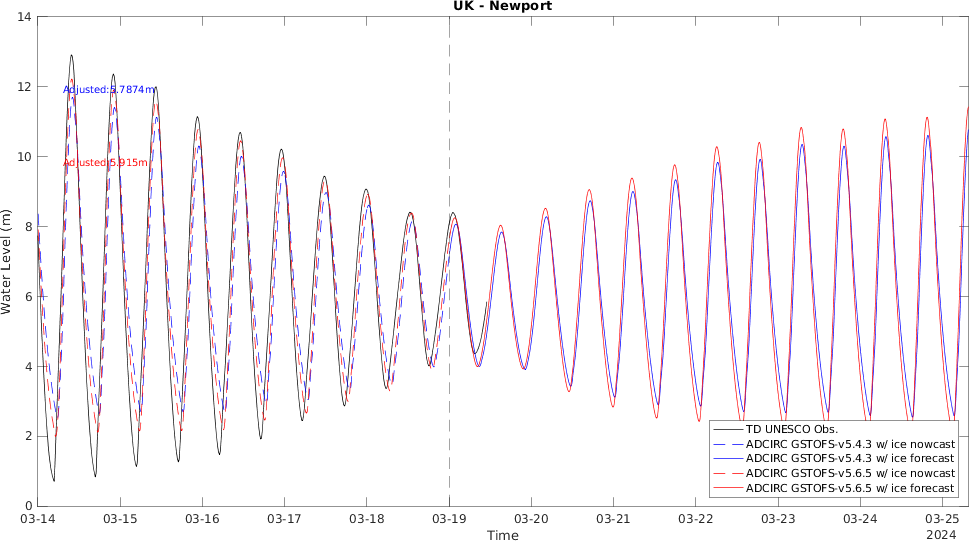 UK - Newport
14
12
10
8
6
4
2
0
Water Level (m)
Adjusted:5.7874m
Adjusted:5.915m
TD UNESCO Obs.
ADCIRC GSTOFS-v5.4.3 w/ ice nowcast
ADCIRC GSTOFS-v5.4.3 w/ ice forecast
ADCIRC GSTOFS-v5.6.5 w/ ice nowcast
ADCIRC GSTOFS-v5.6.5 w/ ice forecast
03-14 03-15 03-16 03-17 03-18 03-19 03-20 03-21 03-22 03-23 03-24 03-25
Time
2024